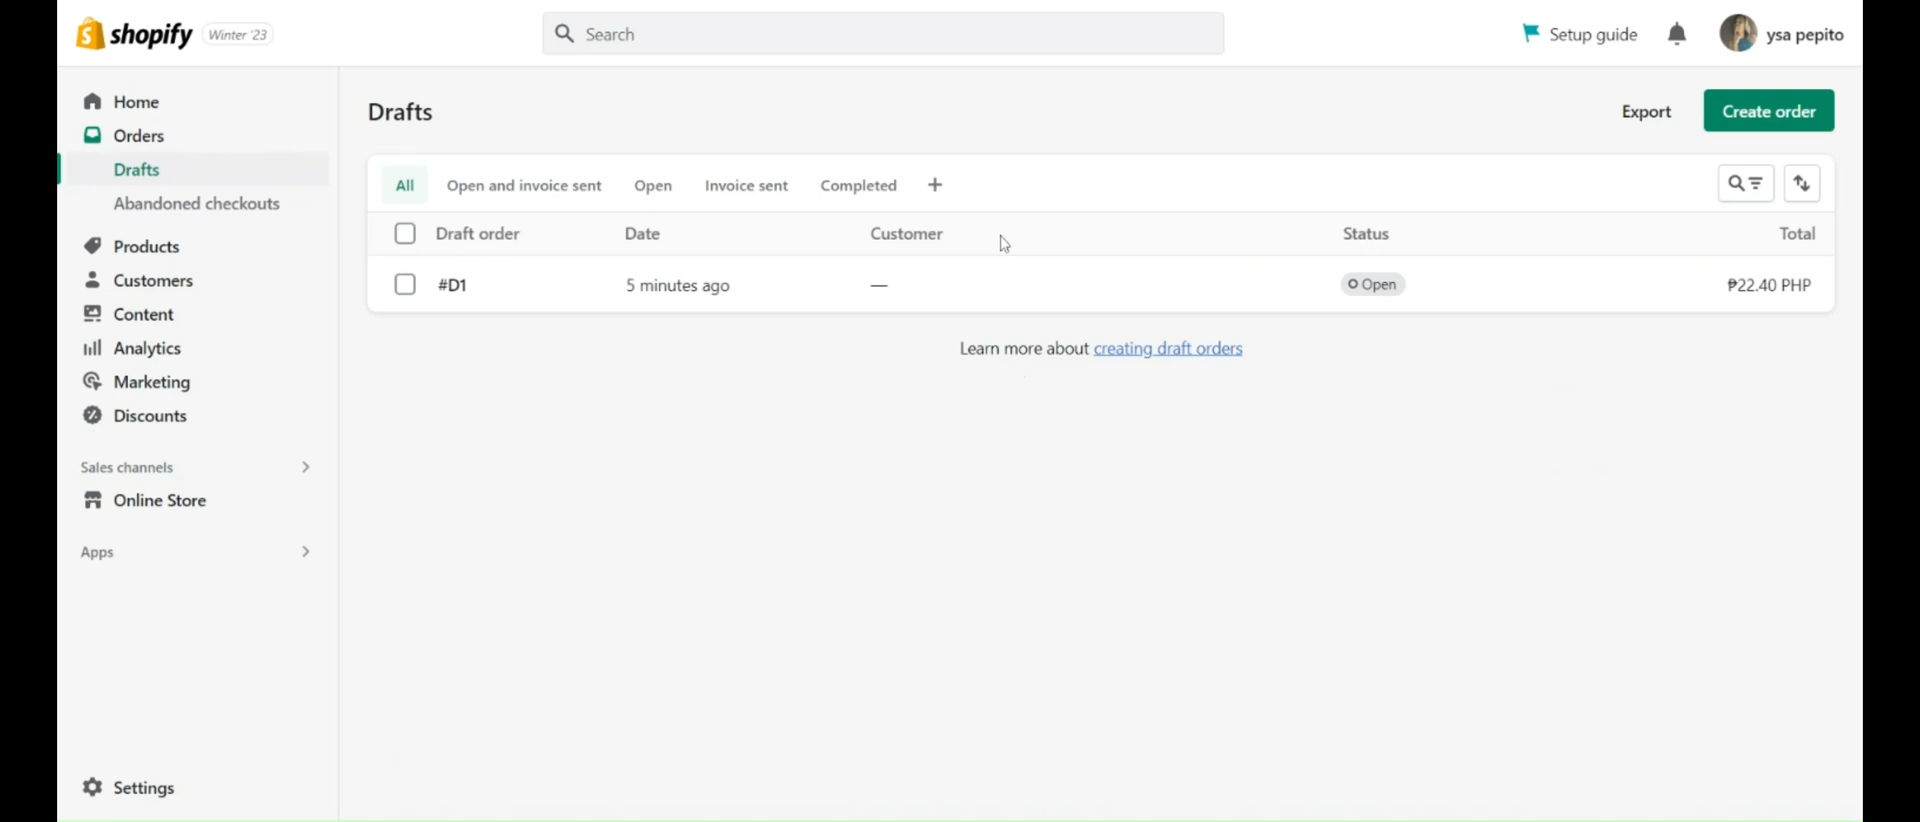 shopify Winter '23
Search
Setup guide
ysa pepito
Home
Orders
Drafts
Abandoned checkouts
Products
Customers
Content
Analytics
Marketing
Discounts
Sales channels
Online Store
Apps
Settings
Drafts
Export
Create order
All Open and invoice sent Open Invoice sent Completed +
Draft order Date Customer Status Total
#D1 5 minutes ago — Open ₱22.40 PHP
Learn more about creating draft orders